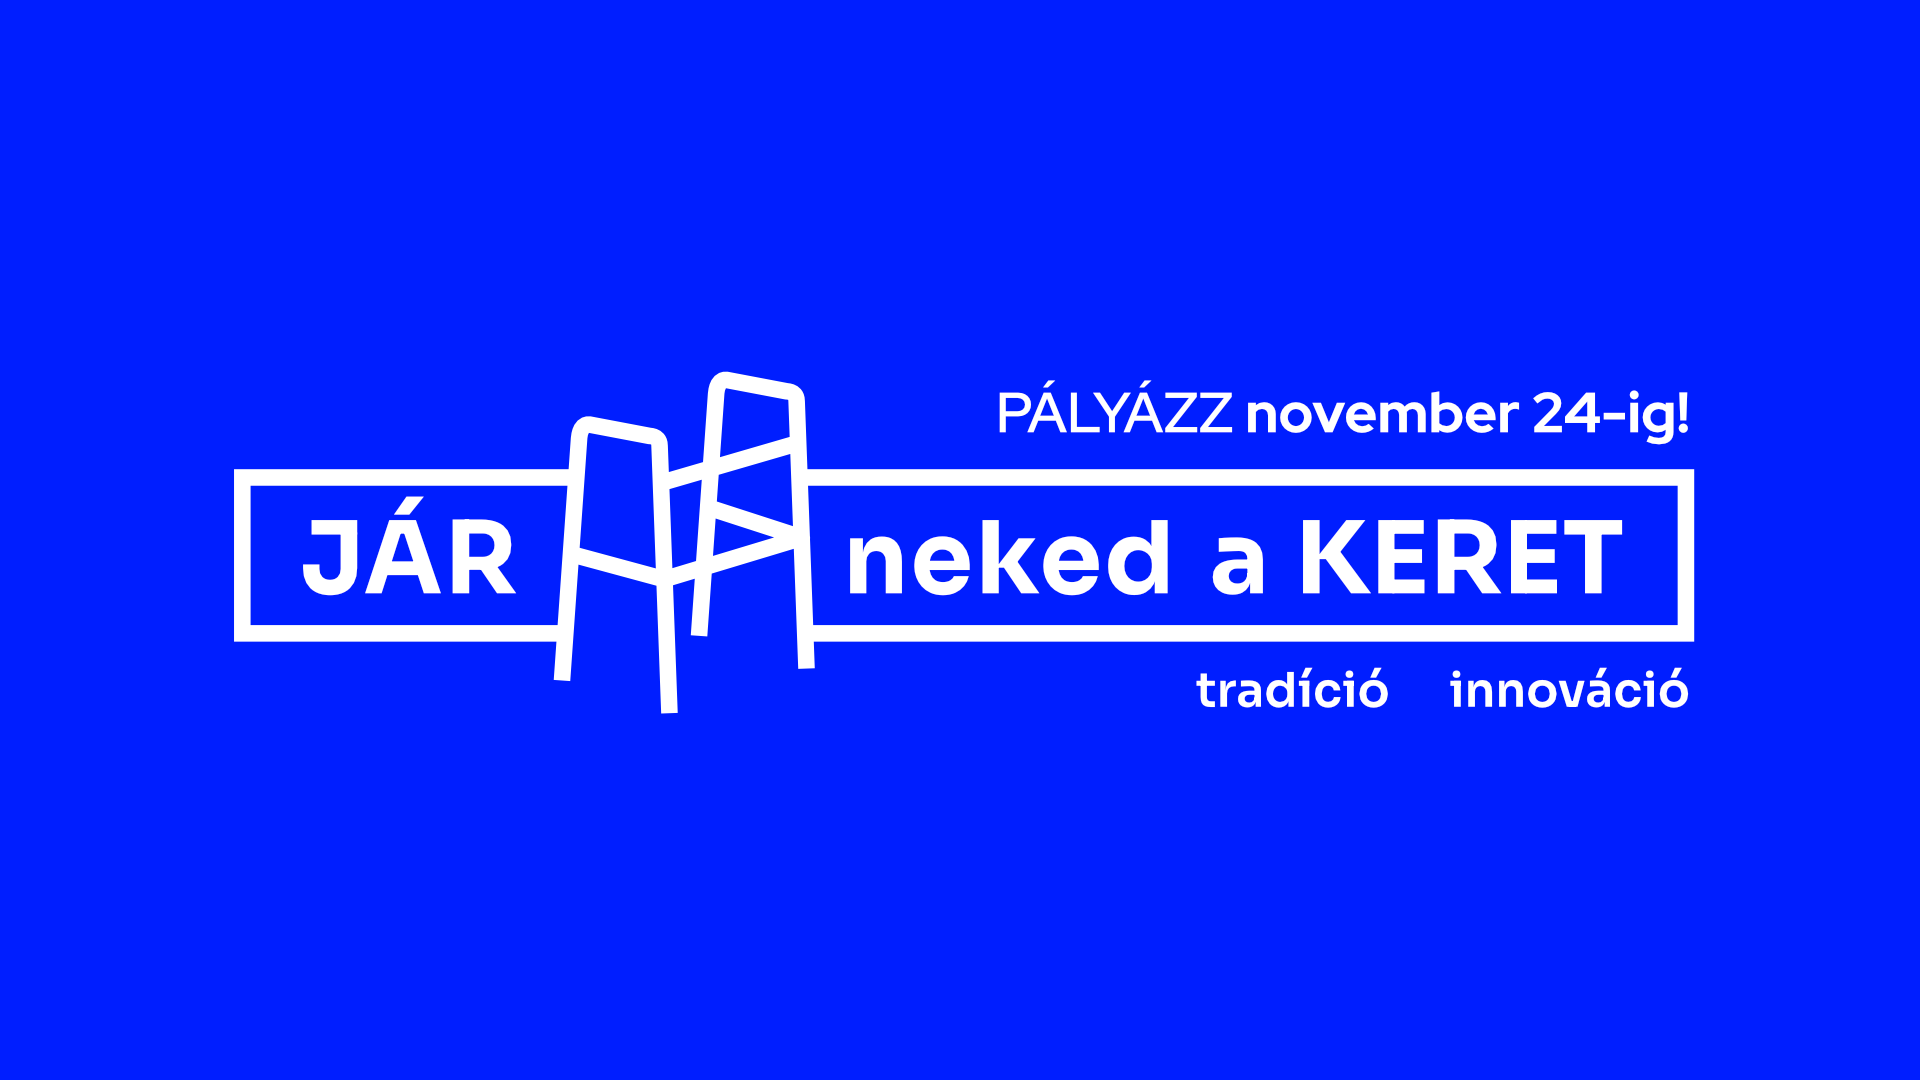 PÁLYÁZZ november 24-ig!
JÁR neked a KERET
tradíció innováció